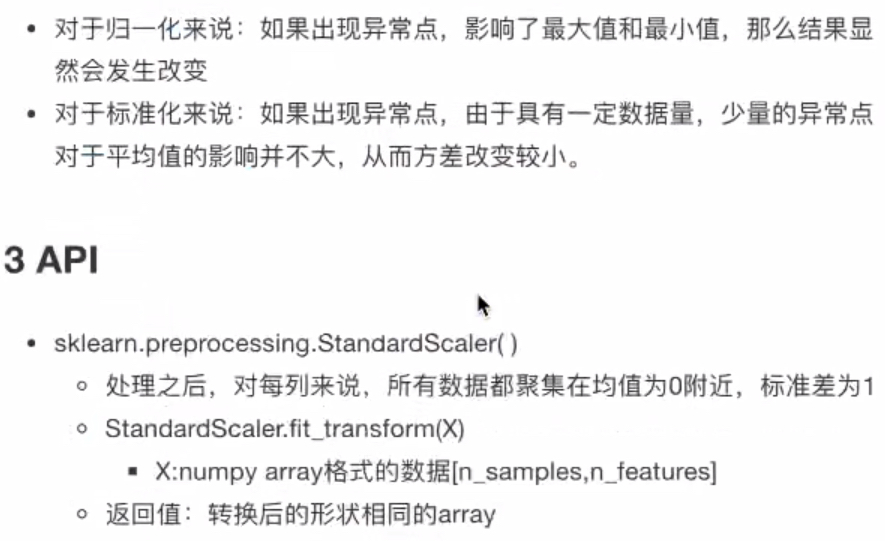 • 对于归一化来说：如果出现异常点，影响了最大值和最小值，那么结果显
然会发生改变
• 对于标准化来说：如果出现异常点，由于具有一定数据量，少量的异常点
对于平均值的影响并不大，从而方差改变较小。
3 API
• sklearn.preprocessing.StandardScaler( )
○ 处理之后，对每列来说，所有数据都聚集在均值为0附近，标准差为1
○ StandardScaler.fit_transform(X)
▪ X:numpy array格式的数据[n_samples,n_features]
○ 返回值：转换后的形状相同的array